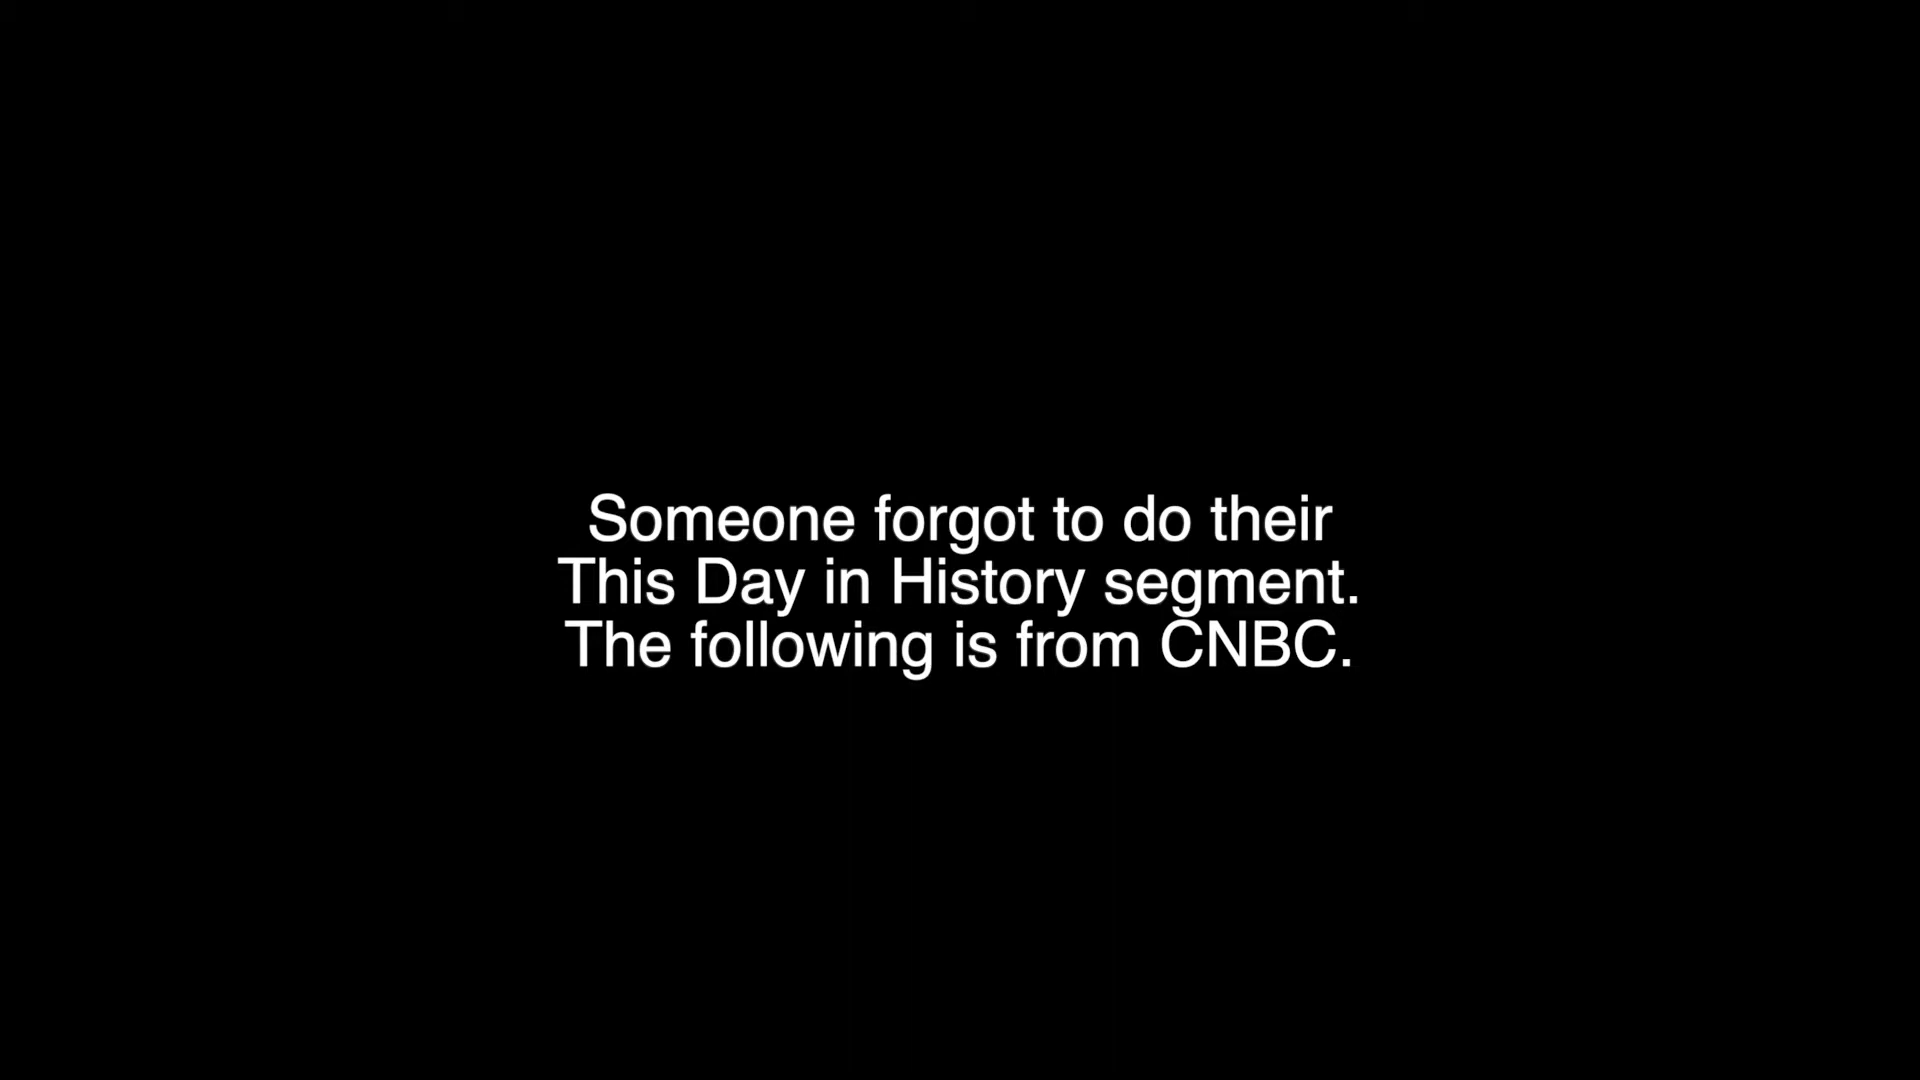 Someone forgot to do their
This Day in History segment.
The following is from CNBC.